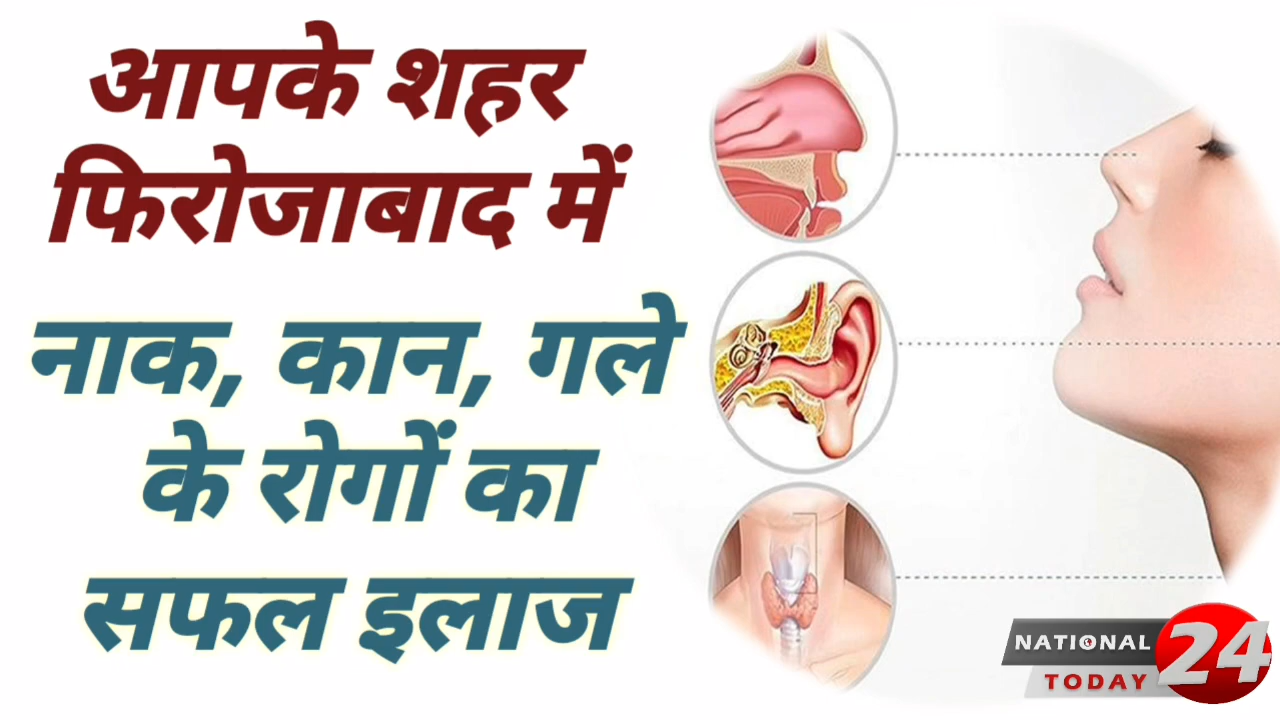 आपके शहर
फिरोजाबाद में
नाक, कान, गले
के रोगों का
सफल इलाज
NATIONAL
24
TODAY